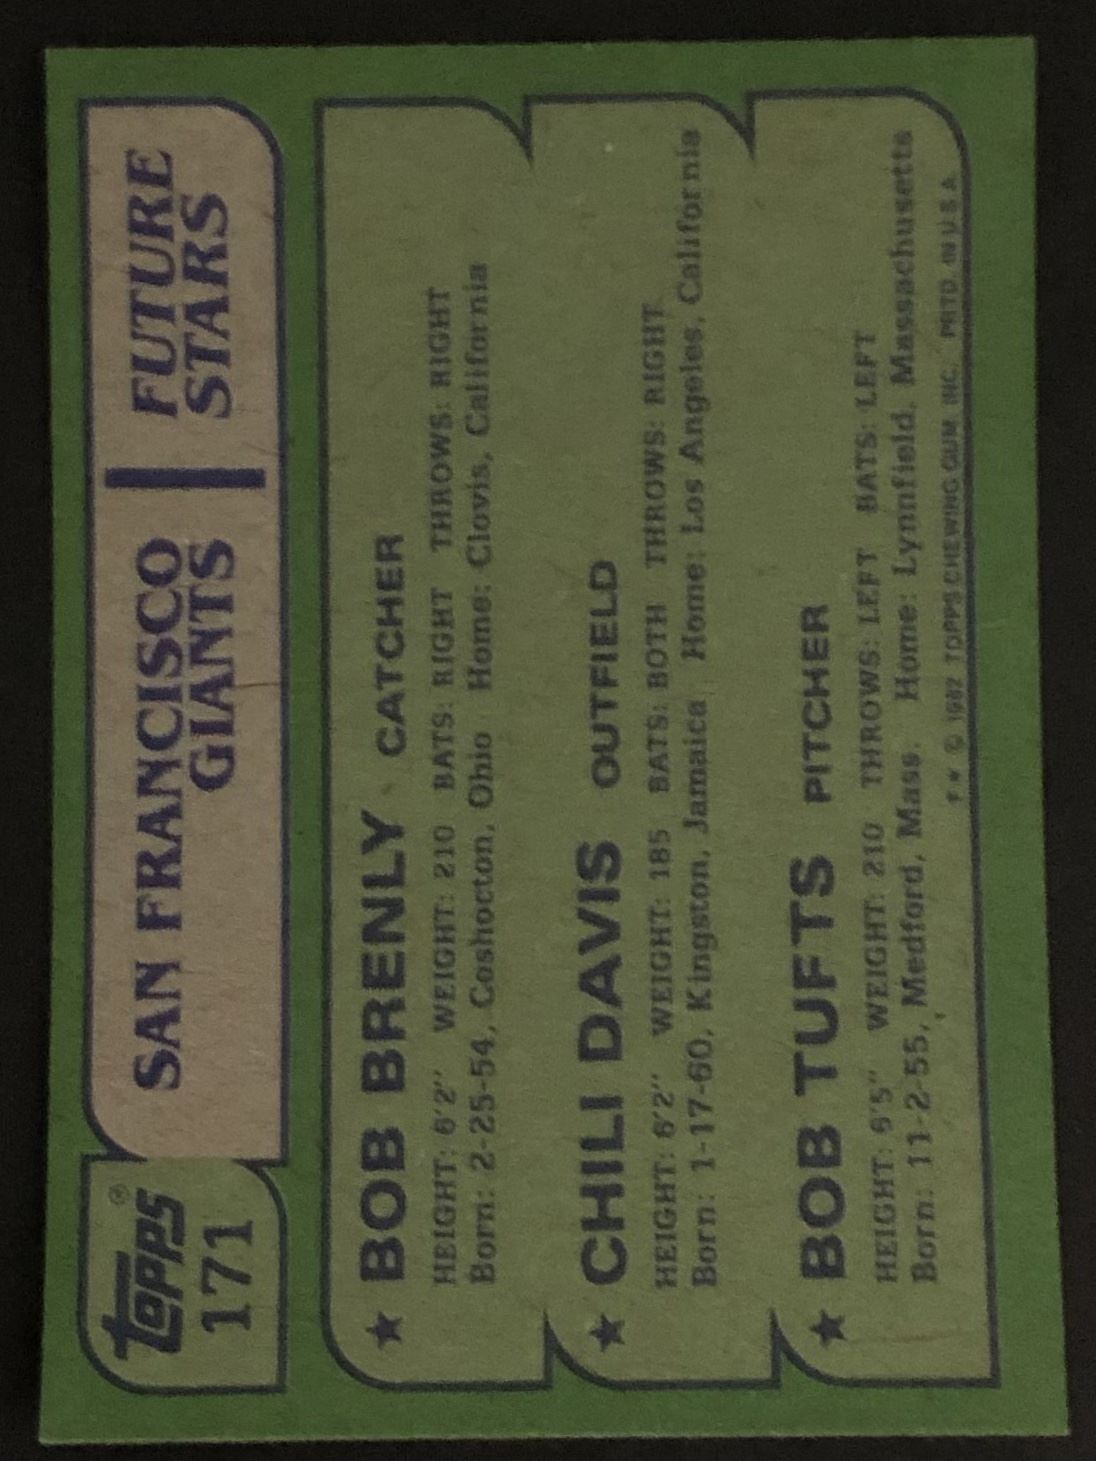 Topps®
171
SAN FRANCISCO
GIANTS
FUTURE
STARS
★ BOB BRENLY CATCHER
HEIGHT: 6'2" WEIGHT: 210 BATS: RIGHT THROWS: RIGHT
Born: 2-25-54, Coshocton, Ohio Home: Clovis, California
★ CHILI DAVIS OUTFIELD
HEIGHT: 6'2" WEIGHT: 185 BATS: BOTH THROWS: RIGHT
Born: 1-17-60, Kingston, Jamaica Home: Los Angeles, California
★ BOB TUFTS PITCHER
HEIGHT: 6'5" WEIGHT: 210 THROWS: LEFT BATS: LEFT
Born: 11-2-55, Medford, Mass. Home: Lynnfield, Massachusetts
† * © 1982 TOPPS CHEWING GUM, INC. PRTD. IN U.S.A.